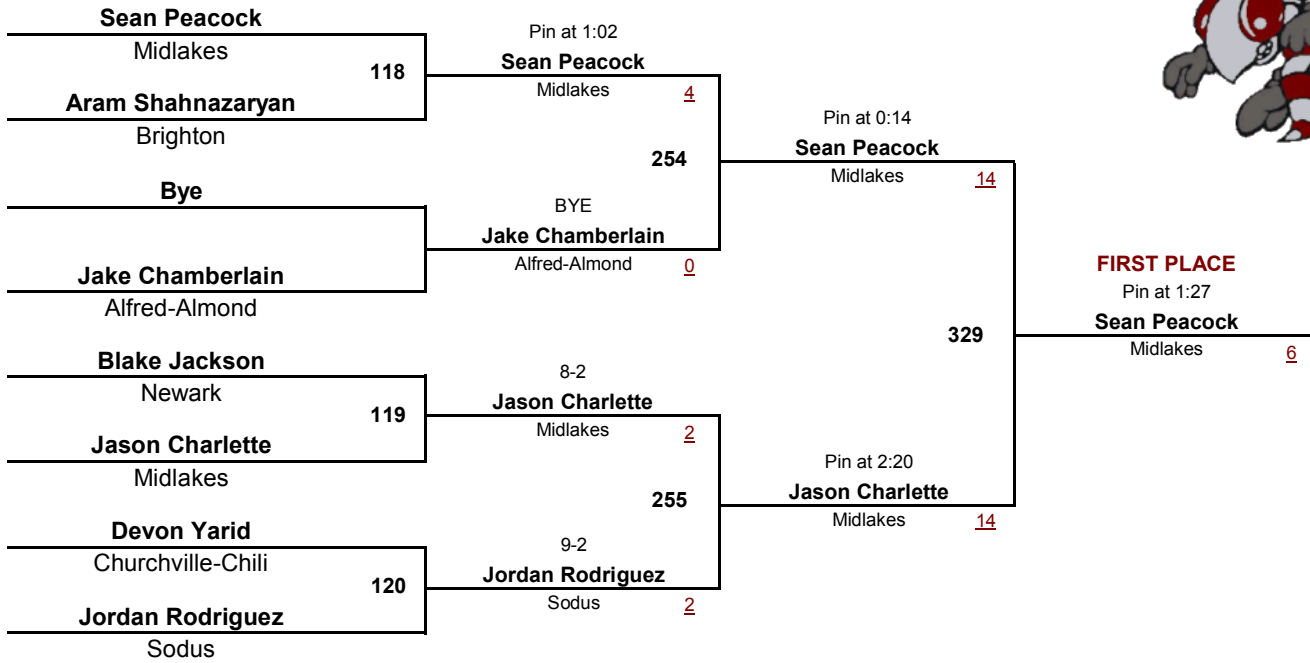 Sean Peacock
Midlakes
118
Aram Shahnazaryan
Brighton
Bye
Jake Chamberlain
Alfred-Almond
Blake Jackson
Newark
119
Jason Charlette
Midlakes
Devon Yarid
Churchville-Chili
120
Jordan Rodriguez
Sodus
Pin at 1:02
Sean Peacock
Midlakes
4
254
BYE
Jake Chamberlain
Alfred-Almond
0
8-2
Jason Charlette
Midlakes
2
255
9-2
Jordan Rodriguez
Sodus
2
Pin at 0:14
Sean Peacock
Midlakes
14
329
Pin at 2:20
Jason Charlette
Midlakes
14
FIRST PLACE
Pin at 1:27
Sean Peacock
Midlakes
6